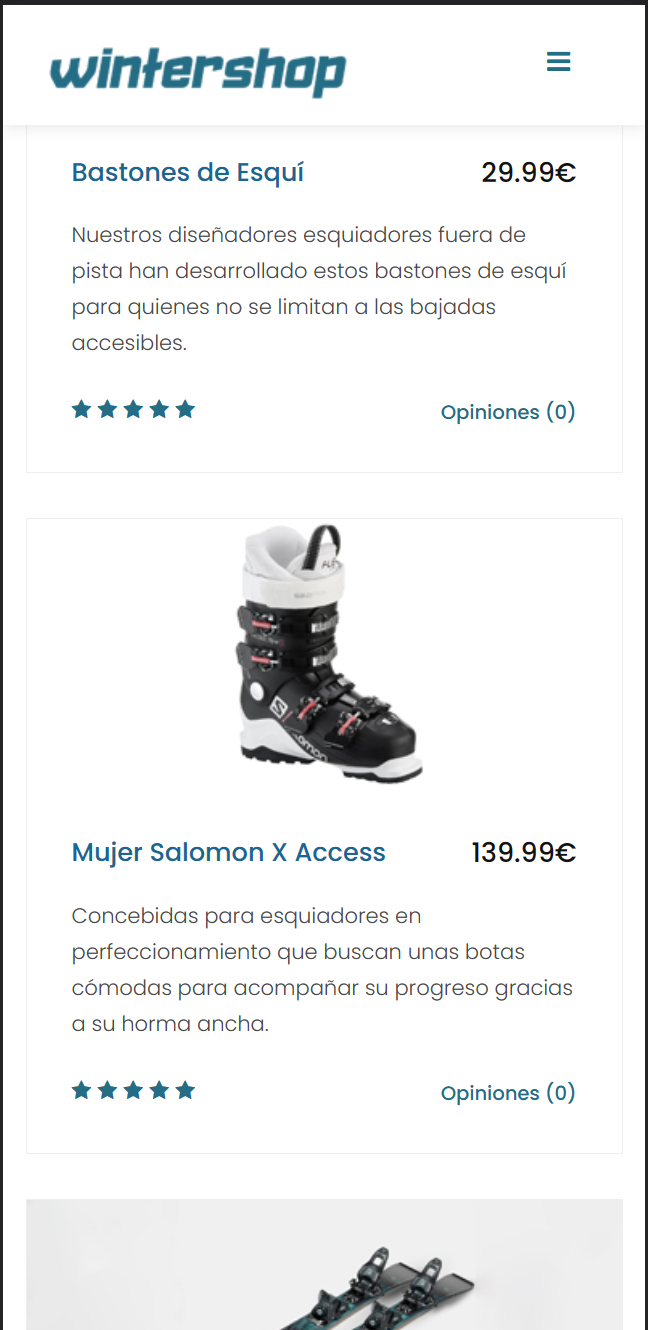 wintershop
Bastones de Esquí 29.99€
Nuestros diseñadores esquiadores fuera de
pista han desarrollado estos bastones de esquí
para quienes no se limitan a las bajadas
accesibles.
Opiniones (0)
salomon
S
salomon
Mujer Salomon X Access 139.99€
Concebidas para esquiadores en
perfeccionamiento que buscan unas botas
cómodas para acompañar su progreso gracias
a su horma ancha.
Opiniones (0)